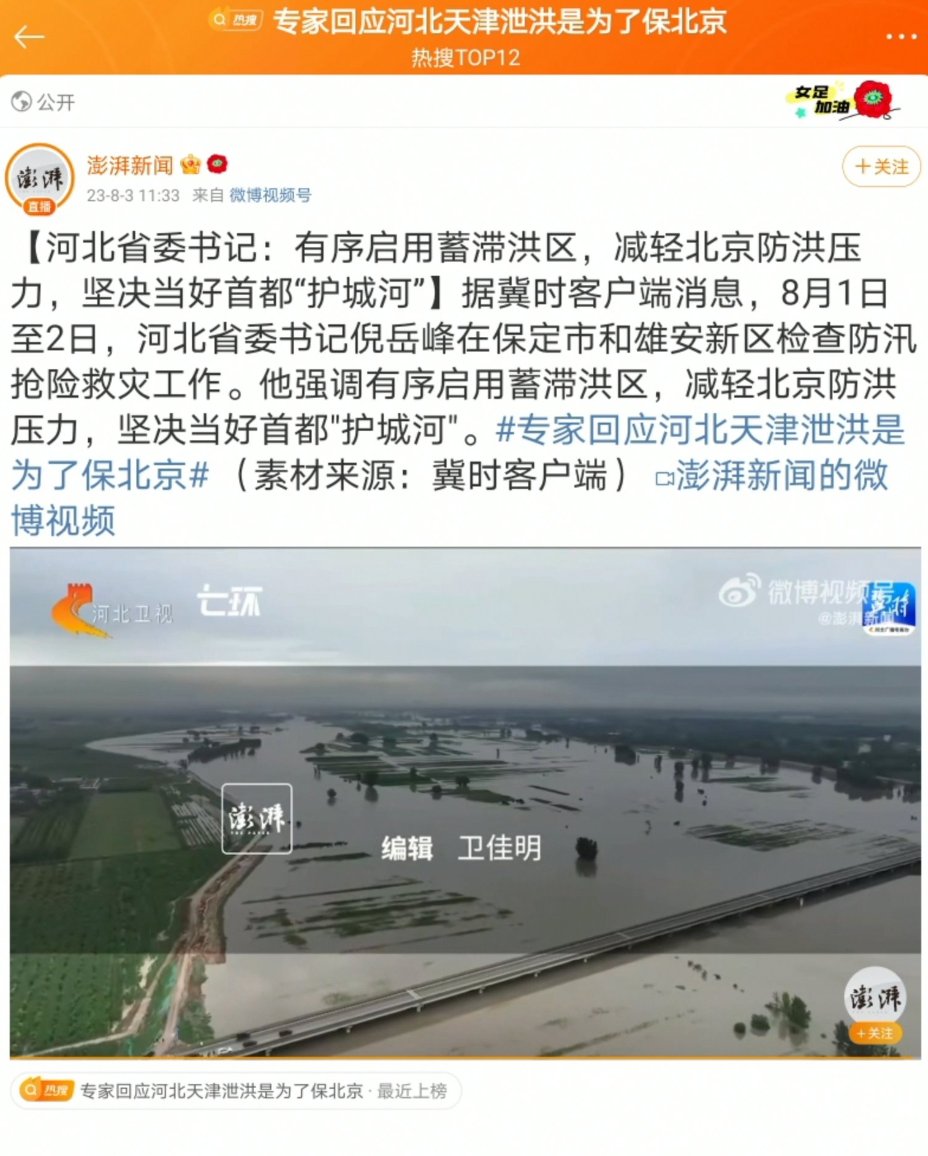 热搜 专家回应河北天津泄洪是为了保北京
热搜TOP12
公开
女足
加油
澎湃新闻
+关注
澎湃
直播
23-8-3 11:33 来自 微博视频号
【河北省委书记：有序启用蓄滞洪区，减轻北京防洪压
力，坚决当好首都“护城河”】据冀时客户端消息，8月1日
至2日，河北省委书记倪岳峰在保定市和雄安新区检查防汛
抢险救灾工作。他强调有序启用蓄滞洪区，减轻北京防洪
压力，坚决当好首都"护城河"。#专家回应河北天津泄洪是
为了保北京#（素材来源：冀时客户端）澎湃新闻的微
博视频
河北卫视
七环
微博视频号
@澎湃新闻
冀时
澎湃
THE PAPER
编辑 卫佳明
澎湃
+关注
热搜 专家回应河北天津泄洪是为了保北京·最近上榜